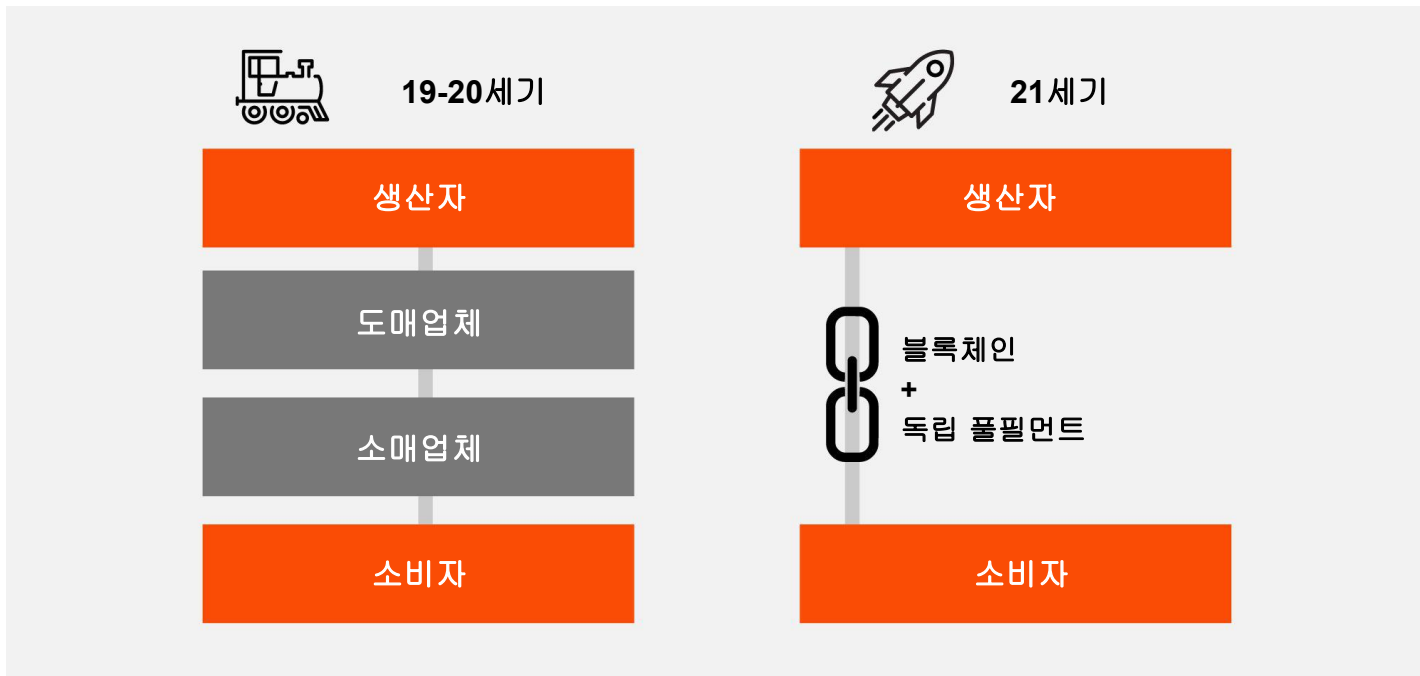 19-20세기
생산자
도매업체
소매업체
소비자
21세기
생산자
블록체인
+
독립 풀필먼트
소비자